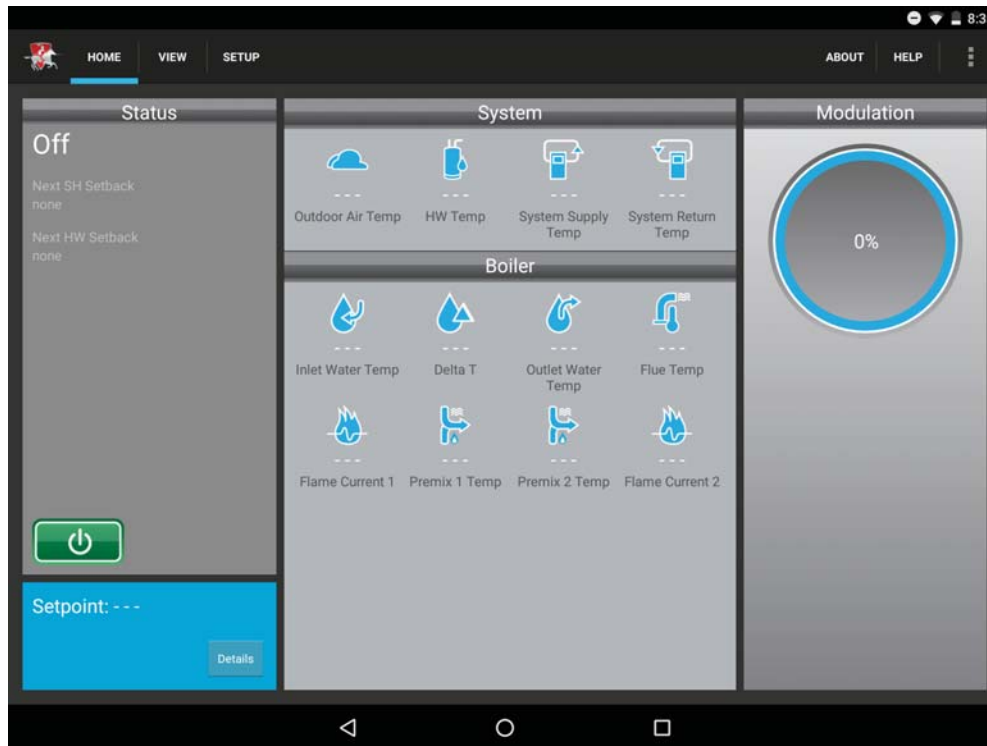 8:3
HOME VIEW SETUP ABOUT HELP
Status
Off
Next SH Setback
none
Next HW Setback
none
Setpoint: - - -
Details
System
- - - - - - - - - - - -
Outdoor Air Temp HW Temp System Supply Temp System Return Temp
Boiler
- - - - - - - - - - - -
Inlet Water Temp Delta T Outlet Water Temp Flue Temp
- - - - - - - - - - - -
Flame Current 1 Premix 1 Temp Premix 2 Temp Flame Current 2
Modulation
0%